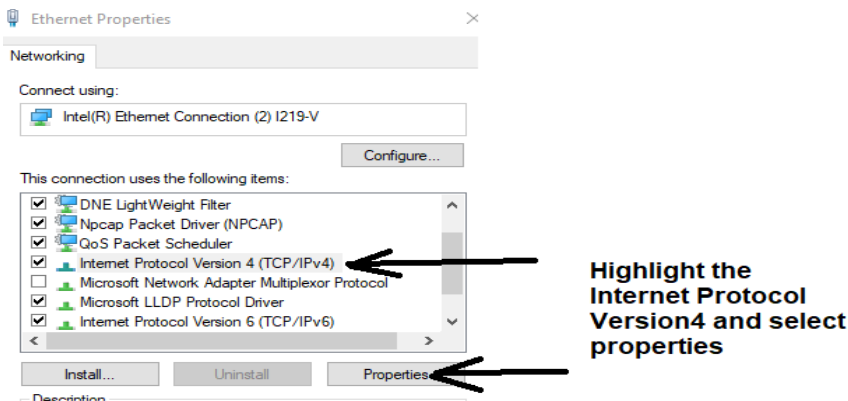 Ethernet Properties
Networking
Connect using:
Intel(R) Ethernet Connection (2) I219-V
Configure...
This connection uses the following items:
DNE LightWeight Filter
Npcap Packet Driver (NPCAP)
QoS Packet Scheduler
Internet Protocol Version 4 (TCP/IPv4)
Microsoft Network Adapter Multiplexor Protocol
Microsoft LLDP Protocol Driver
Internet Protocol Version 6 (TCP/IPv6)
Install...
Uninstall
Properties
Description
Highlight the
Internet Protocol
Version4 and select
properties